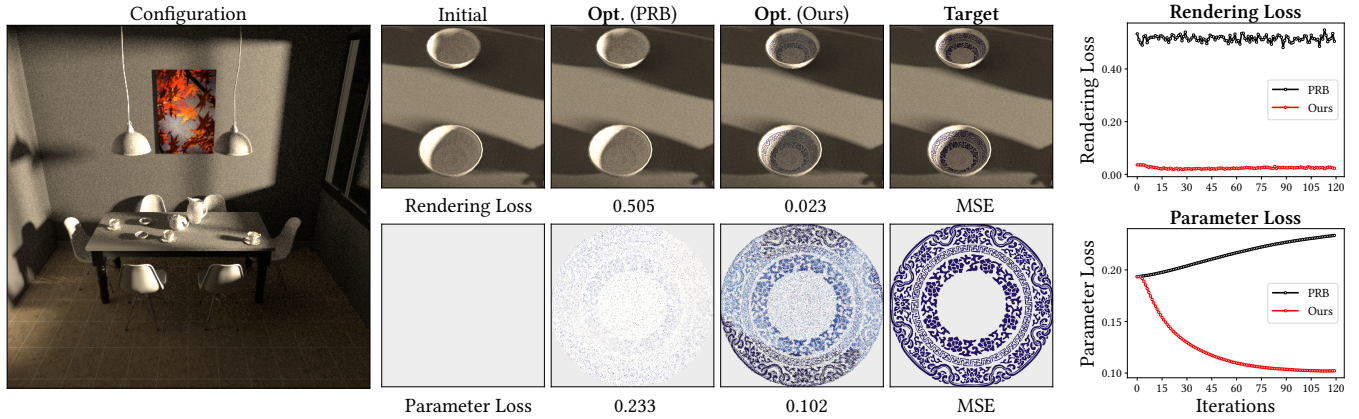 Configuration
Initial
Opt. (PRB)
Opt. (Ours)
Target
Rendering Loss
0.505
0.023
MSE
Parameter Loss
0.233
0.102
MSE
Rendering Loss
Rendering Loss
0.40
0.20
0.00
PRB
Ours
0 15 30 45 60 75 90 105 120
Parameter Loss
Parameter Loss
0.20
0.15
0.10
PRB
Ours
0 15 30 45 60 75 90 105 120
Iterations